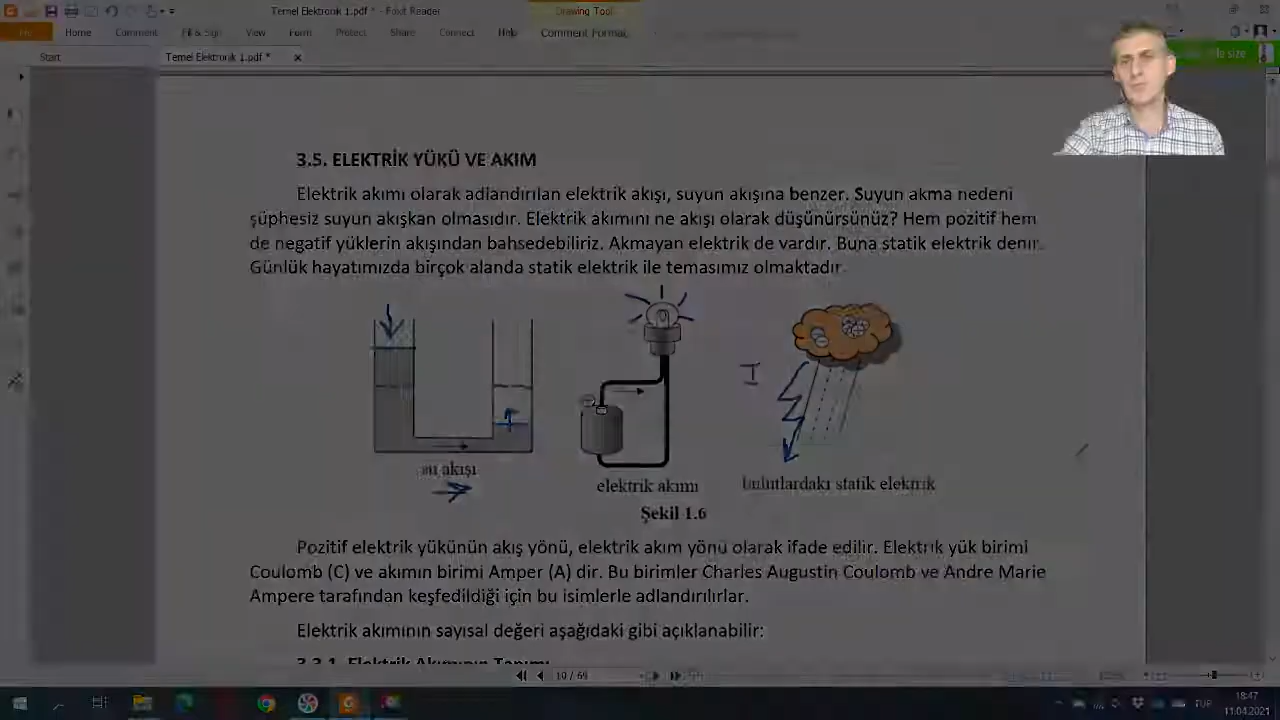 Temel Elektronik 1.pdf * - Foxit Reader
Drawing Tool
File Home Comment Fill & Sign View Form Protect Share Connect Help Comment Format
Start
Temel Elektronik 1.pdf *
3.5. ELEKTRİK YÜKÜ VE AKIM
Elektrik akımı olarak adlandırılan elektrik akışı, suyun akışına benzer. Suyun akma nedeni
şüphesiz suyun akışkan olmasıdır. Elektrik akımını ne akışı olarak düşünürsünüz? Hem pozitif hem
de negatif yüklerin akışından bahsedebiliriz. Akmayan elektrik de vardır. Buna statik elektrik denir.
Günlük hayatımızda birçok alanda statik elektrik ile temasımız olmaktadır.
I
su akışı
elektrik akımı
bulutlardaki statik elektrik
Şekil 1.6
Pozitif elektrik yükünün akış yönü, elektrik akım yönü olarak ifade edilir. Elektrik yük birimi
Coulomb (C) ve akımın birimi Amper (A) dir. Bu birimler Charles Augustin Coulomb ve Andre Marie
Ampere tarafından keşfedildiği için bu isimlerle adlandırılırlar.
Elektrik akımının sayısal değeri aşağıdaki gibi açıklanabilir:
3.3.1. Elektrik Akımının Tanımı
10 / 69
TUR
18:47
11.04.2021